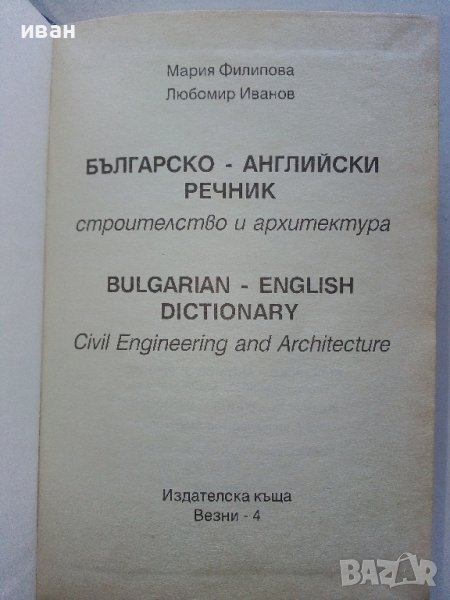 иван
Мария Филипова
Любомир Иванов
БЪЛГАРСКО - АНГЛИЙСКИ
РЕЧНИК
строителство и архитектура
BULGARIAN - ENGLISH
DICTIONARY
Civil Engineering and Architecture
Издателска къща
Везни - 4
BAZAR